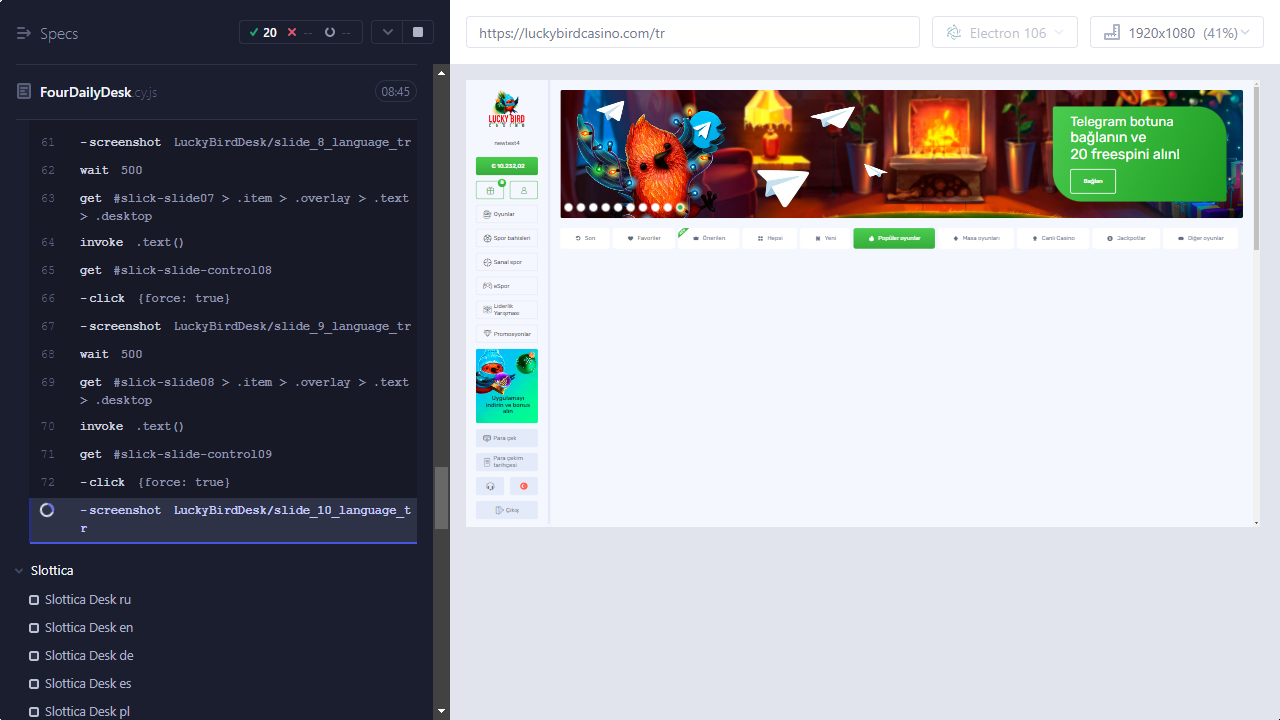 Specs
20
--
--
FourDailyDesk.cy.js
08:45
61 -screenshot LuckyBirdDesk/slide_8_language_tr
62 wait 500
63 get #slick-slide07 > .item > .overlay > .text
> .desktop
64 invoke .text()
65 get #slick-slide-control08
66 -click {force: true}
67 -screenshot LuckyBirdDesk/slide_9_language_tr
68 wait 500
69 get #slick-slide08 > .item > .overlay > .text
> .desktop
70 invoke .text()
71 get #slick-slide-control09
72 -click {force: true}
-screenshot LuckyBirdDesk/slide_10_language_t
r
Slottica
Slottica Desk ru
Slottica Desk en
Slottica Desk de
Slottica Desk es
Slottica Desk pl
https://luckybirdcasino.com/tr
Electron 106
1920x1080 (41%)
LUCKY BIRD
CASINO
newtest4
€ 10.232,02
Oyunlar
Spor bahisleri
Sanal spor
eSpor
Liderlik
Yarışması
Promosyonlar
Uygulamayı
indirin ve bonus
alın
Para çek
Para çekim
tarihçesi
Çıkış
Telegram botuna
bağlanın ve
20 freespini alın!
Bağlan
Son
Favoriler
Önerilen
Hepsi
Yeni
Popüler oyunlar
Masa oyunları
Canlı Casino
Jackpotlar
Diğer oyunlar